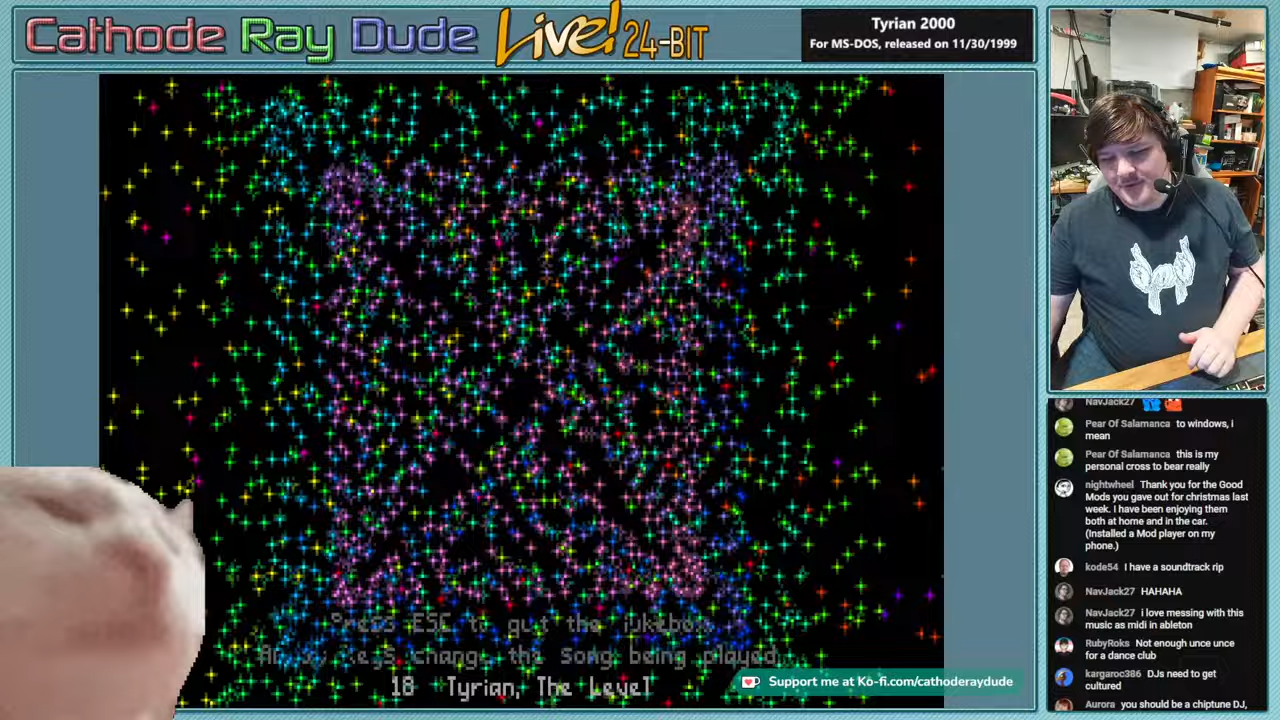 Cathode Ray Dude Live! 24-BIT
Tyrian 2000
For MS-DOS, released on 11/30/1999
Press ESC to quit the jukebox.
Arrow keys change the song being played.
18 Tyrian, The Level
Support me at Ko-fi.com/cathoderaydude
NavJack27
Pear Of Salamanca to windows, i
mean
Pear Of Salamanca this is my
personal cross to bear really
nightwheel Thank you for the Good
Mods you gave out for christmas last
week. I have been enjoying them
both at home and in the car.
(Installed a Mod player on my
phone.)
kode54 I have a soundtrack rip
NavJack27 HAHAHA
NavJack27 i love messing with this
music as midi in ableton
RubyRoks Not enough unce unce
for a dance club
kargaroc386 DJs need to get
cultured
Aurora you should be a chiptune DJ,